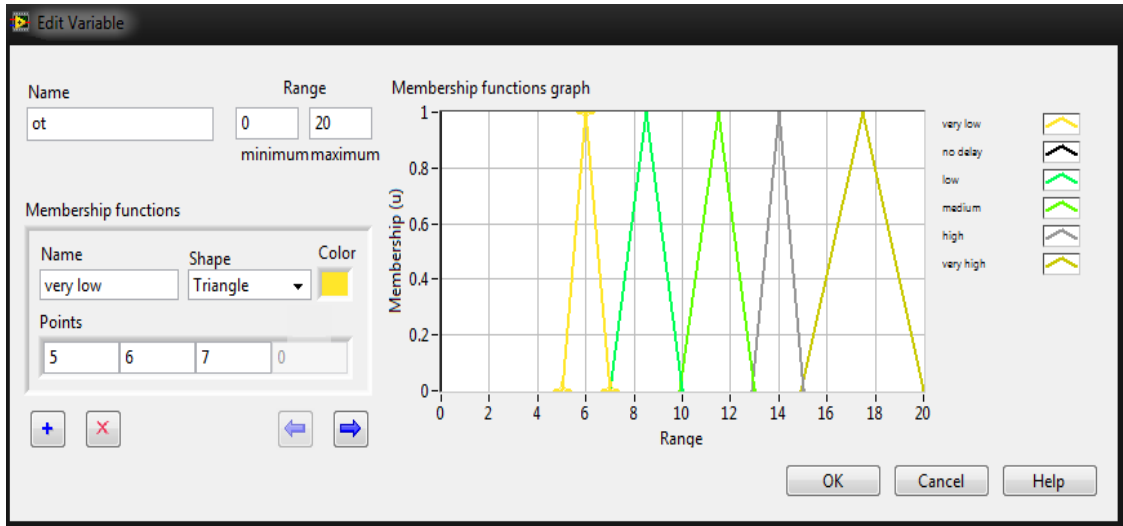 Edit Variable
Name
ot
Range
0 20
minimum maximum
Membership functions
Name Shape Color
very low Triangle
Points
5 6 7 0
Membership functions graph
Membership (u)
1
0.8
0.6
0.4
0.2
0
0 2 4 6 8 10 12 14 16 18 20
Range
very low
no delay
low
medium
high
very high
OK Cancel Help